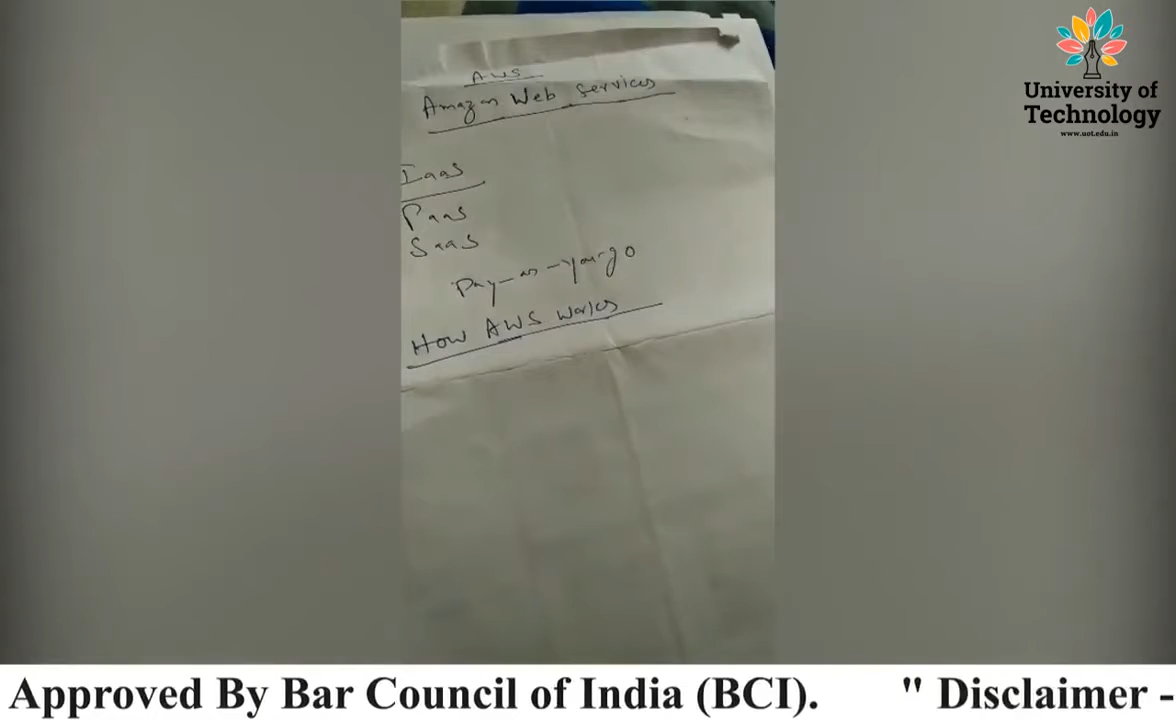 AWS
Amazon Web Services
IaaS
PaaS
SaaS
Pay-as-you-go
How AWS Works
University of
Technology
www.uot.edu.in
Approved By Bar Council of India (BCI). " Disclaimer -